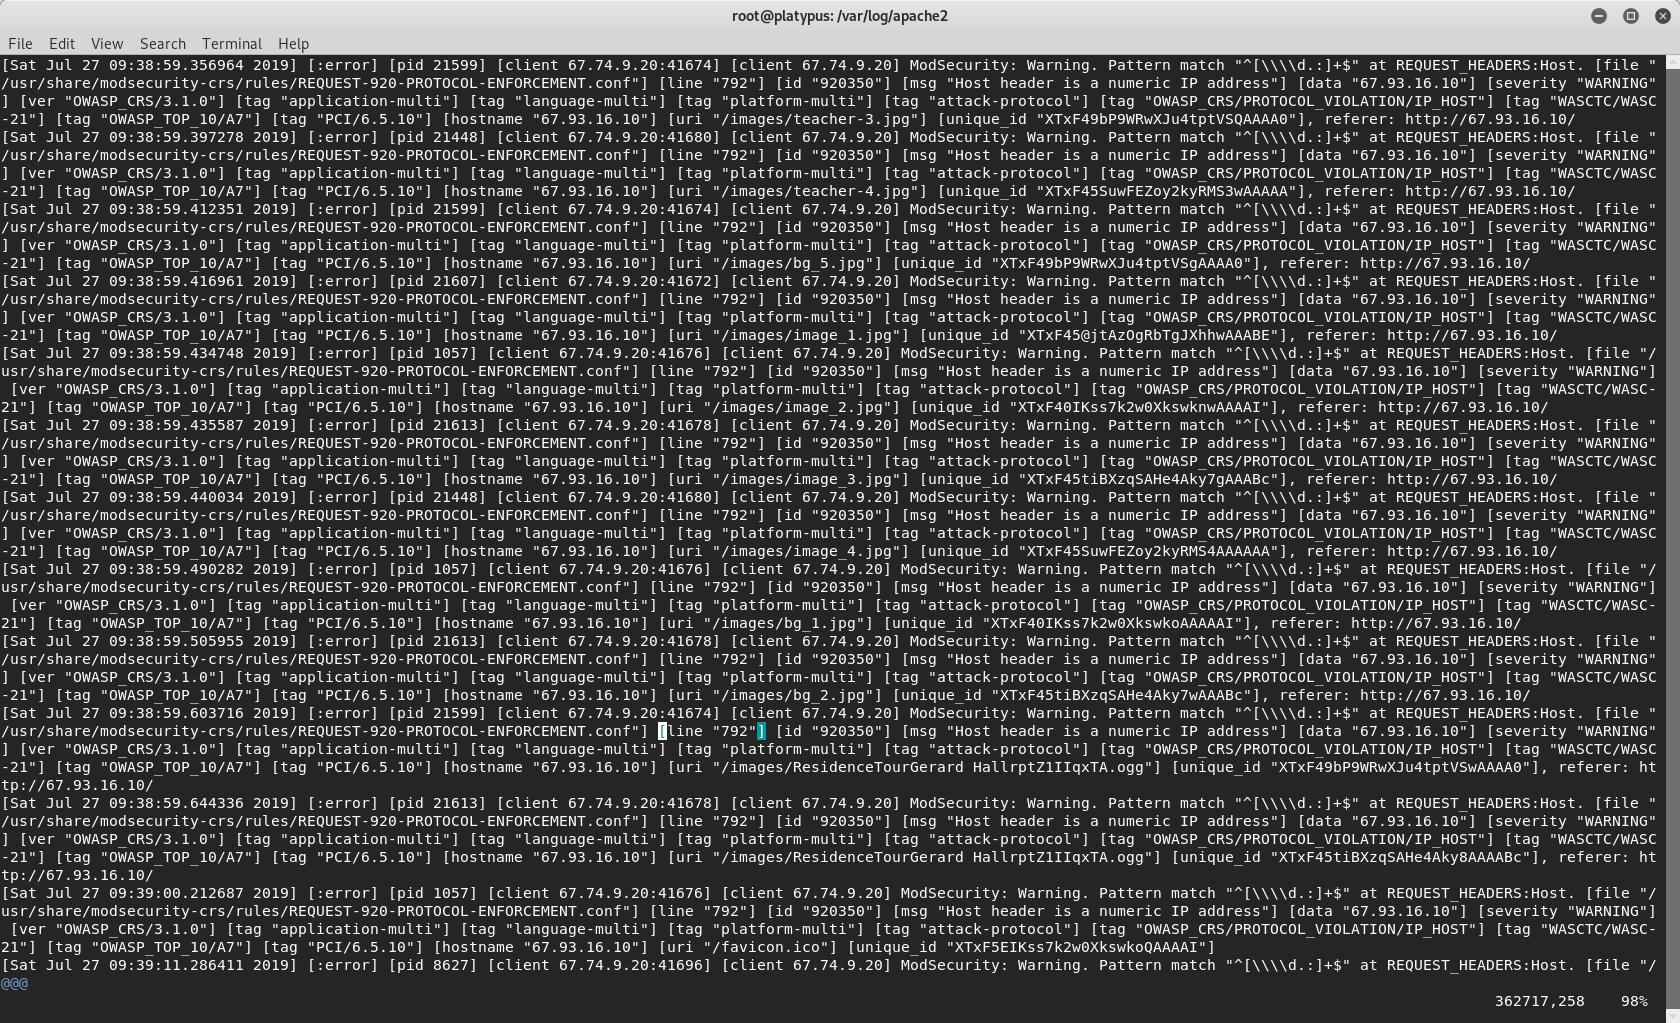 root@platypus: /var/log/apache2
File Edit View Search Terminal Help
[Sat Jul 27 09:38:59.356964 2019] [:error] [pid 21599] [client 67.74.9.20:41674] [client 67.74.9.20] ModSecurity: Warning. Pattern match "^[\\\\d.:]+$" at REQUEST_HEADERS:Host. [file "
/usr/share/modsecurity-crs/rules/REQUEST-920-PROTOCOL-ENFORCEMENT.conf"] [line "792"] [id "920350"] [msg "Host header is a numeric IP address"] [data "67.93.16.10"] [severity "WARNING"
] [ver "OWASP_CRS/3.1.0"] [tag "application-multi"] [tag "language-multi"] [tag "platform-multi"] [tag "attack-protocol"] [tag "OWASP_CRS/PROTOCOL_VIOLATION/IP_HOST"] [tag "WASCTC/WASC
-21"] [tag "OWASP_TOP_10/A7"] [tag "PCI/6.5.10"] [hostname "67.93.16.10"] [uri "/images/teacher-3.jpg"] [unique_id "XTxF49bP9WRwXJu4tptVSQAAAA0"], referer: http://67.93.16.10/
[Sat Jul 27 09:38:59.397278 2019] [:error] [pid 21448] [client 67.74.9.20:41680] [client 67.74.9.20] ModSecurity: Warning. Pattern match "^[\\\\d.:]+$" at REQUEST_HEADERS:Host. [file "
/usr/share/modsecurity-crs/rules/REQUEST-920-PROTOCOL-ENFORCEMENT.conf"] [line "792"] [id "920350"] [msg "Host header is a numeric IP address"] [data "67.93.16.10"] [severity "WARNING"
] [ver "OWASP_CRS/3.1.0"] [tag "application-multi"] [tag "language-multi"] [tag "platform-multi"] [tag "attack-protocol"] [tag "OWASP_CRS/PROTOCOL_VIOLATION/IP_HOST"] [tag "WASCTC/WASC
-21"] [tag "OWASP_TOP_10/A7"] [tag "PCI/6.5.10"] [hostname "67.93.16.10"] [uri "/images/teacher-4.jpg"] [unique_id "XTxF45SuwFEZoy2kyRMS3wAAAAA"], referer: http://67.93.16.10/
[Sat Jul 27 09:38:59.412351 2019] [:error] [pid 21599] [client 67.74.9.20:41674] [client 67.74.9.20] ModSecurity: Warning. Pattern match "^[\\\\d.:]+$" at REQUEST_HEADERS:Host. [file "
/usr/share/modsecurity-crs/rules/REQUEST-920-PROTOCOL-ENFORCEMENT.conf"] [line "792"] [id "920350"] [msg "Host header is a numeric IP address"] [data "67.93.16.10"] [severity "WARNING"
] [ver "OWASP_CRS/3.1.0"] [tag "application-multi"] [tag "language-multi"] [tag "platform-multi"] [tag "attack-protocol"] [tag "OWASP_CRS/PROTOCOL_VIOLATION/IP_HOST"] [tag "WASCTC/WASC
-21"] [tag "OWASP_TOP_10/A7"] [tag "PCI/6.5.10"] [hostname "67.93.16.10"] [uri "/images/bg_5.jpg"] [unique_id "XTxF49bP9WRwXJu4tptVSgAAAA0"], referer: http://67.93.16.10/
[Sat Jul 27 09:38:59.416961 2019] [:error] [pid 21607] [client 67.74.9.20:41672] [client 67.74.9.20] ModSecurity: Warning. Pattern match "^[\\\\d.:]+$" at REQUEST_HEADERS:Host. [file "
/usr/share/modsecurity-crs/rules/REQUEST-920-PROTOCOL-ENFORCEMENT.conf"] [line "792"] [id "920350"] [msg "Host header is a numeric IP address"] [data "67.93.16.10"] [severity "WARNING"
] [ver "OWASP_CRS/3.1.0"] [tag "application-multi"] [tag "language-multi"] [tag "platform-multi"] [tag "attack-protocol"] [tag "OWASP_CRS/PROTOCOL_VIOLATION/IP_HOST"] [tag "WASCTC/WASC
-21"] [tag "OWASP_TOP_10/A7"] [tag "PCI/6.5.10"] [hostname "67.93.16.10"] [uri "/images/image_1.jpg"] [unique_id "XTxF45@jtAzOgRbTgJXhhwAAABE"], referer: http://67.93.16.10/
[Sat Jul 27 09:38:59.434748 2019] [:error] [pid 1057] [client 67.74.9.20:41676] [client 67.74.9.20] ModSecurity: Warning. Pattern match "^[\\\\d.:]+$" at REQUEST_HEADERS:Host. [file "/
usr/share/modsecurity-crs/rules/REQUEST-920-PROTOCOL-ENFORCEMENT.conf"] [line "792"] [id "920350"] [msg "Host header is a numeric IP address"] [data "67.93.16.10"] [severity "WARNING"]
[ver "OWASP_CRS/3.1.0"] [tag "application-multi"] [tag "language-multi"] [tag "platform-multi"] [tag "attack-protocol"] [tag "OWASP_CRS/PROTOCOL_VIOLATION/IP_HOST"] [tag "WASCTC/WASC-
21"] [tag "OWASP_TOP_10/A7"] [tag "PCI/6.5.10"] [hostname "67.93.16.10"] [uri "/images/image_2.jpg"] [unique_id "XTxF40IKss7k2w0XkswknwAAAAI"], referer: http://67.93.16.10/
[Sat Jul 27 09:38:59.435587 2019] [:error] [pid 21613] [client 67.74.9.20:41678] [client 67.74.9.20] ModSecurity: Warning. Pattern match "^[\\\\d.:]+$" at REQUEST_HEADERS:Host. [file "
/usr/share/modsecurity-crs/rules/REQUEST-920-PROTOCOL-ENFORCEMENT.conf"] [line "792"] [id "920350"] [msg "Host header is a numeric IP address"] [data "67.93.16.10"] [severity "WARNING"
] [ver "OWASP_CRS/3.1.0"] [tag "application-multi"] [tag "language-multi"] [tag "platform-multi"] [tag "attack-protocol"] [tag "OWASP_CRS/PROTOCOL_VIOLATION/IP_HOST"] [tag "WASCTC/WASC
-21"] [tag "OWASP_TOP_10/A7"] [tag "PCI/6.5.10"] [hostname "67.93.16.10"] [uri "/images/image_3.jpg"] [unique_id "XTxF45tiBXzqSAHe4Aky7gAAABc"], referer: http://67.93.16.10/
[Sat Jul 27 09:38:59.440034 2019] [:error] [pid 21448] [client 67.74.9.20:41680] [client 67.74.9.20] ModSecurity: Warning. Pattern match "^[\\\\d.:]+$" at REQUEST_HEADERS:Host. [file "
/usr/share/modsecurity-crs/rules/REQUEST-920-PROTOCOL-ENFORCEMENT.conf"] [line "792"] [id "920350"] [msg "Host header is a numeric IP address"] [data "67.93.16.10"] [severity "WARNING"
] [ver "OWASP_CRS/3.1.0"] [tag "application-multi"] [tag "language-multi"] [tag "platform-multi"] [tag "attack-protocol"] [tag "OWASP_CRS/PROTOCOL_VIOLATION/IP_HOST"] [tag "WASCTC/WASC
-21"] [tag "OWASP_TOP_10/A7"] [tag "PCI/6.5.10"] [hostname "67.93.16.10"] [uri "/images/image_4.jpg"] [unique_id "XTxF45SuwFEZoy2kyRMS4AAAAAA"], referer: http://67.93.16.10/
[Sat Jul 27 09:38:59.490282 2019] [:error] [pid 1057] [client 67.74.9.20:41676] [client 67.74.9.20] ModSecurity: Warning. Pattern match "^[\\\\d.:]+$" at REQUEST_HEADERS:Host. [file "/
usr/share/modsecurity-crs/rules/REQUEST-920-PROTOCOL-ENFORCEMENT.conf"] [line "792"] [id "920350"] [msg "Host header is a numeric IP address"] [data "67.93.16.10"] [severity "WARNING"]
[ver "OWASP_CRS/3.1.0"] [tag "application-multi"] [tag "language-multi"] [tag "platform-multi"] [tag "attack-protocol"] [tag "OWASP_CRS/PROTOCOL_VIOLATION/IP_HOST"] [tag "WASCTC/WASC-
21"] [tag "OWASP_TOP_10/A7"] [tag "PCI/6.5.10"] [hostname "67.93.16.10"] [uri "/images/bg_1.jpg"] [unique_id "XTxF40IKss7k2w0XkswkoAAAAAI"], referer: http://67.93.16.10/
[Sat Jul 27 09:38:59.505955 2019] [:error] [pid 21613] [client 67.74.9.20:41678] [client 67.74.9.20] ModSecurity: Warning. Pattern match "^[\\\\d.:]+$" at REQUEST_HEADERS:Host. [file "
/usr/share/modsecurity-crs/rules/REQUEST-920-PROTOCOL-ENFORCEMENT.conf"] [line "792"] [id "920350"] [msg "Host header is a numeric IP address"] [data "67.93.16.10"] [severity "WARNING"
] [ver "OWASP_CRS/3.1.0"] [tag "application-multi"] [tag "language-multi"] [tag "platform-multi"] [tag "attack-protocol"] [tag "OWASP_CRS/PROTOCOL_VIOLATION/IP_HOST"] [tag "WASCTC/WASC
-21"] [tag "OWASP_TOP_10/A7"] [tag "PCI/6.5.10"] [hostname "67.93.16.10"] [uri "/images/bg_2.jpg"] [unique_id "XTxF45tiBXzqSAHe4Aky7wAAABc"], referer: http://67.93.16.10/
[Sat Jul 27 09:38:59.603716 2019] [:error] [pid 21599] [client 67.74.9.20:41674] [client 67.74.9.20] ModSecurity: Warning. Pattern match "^[\\\\d.:]+$" at REQUEST_HEADERS:Host. [file "
/usr/share/modsecurity-crs/rules/REQUEST-920-PROTOCOL-ENFORCEMENT.conf"] [line "792"] [id "920350"] [msg "Host header is a numeric IP address"] [data "67.93.16.10"] [severity "WARNING"
] [ver "OWASP_CRS/3.1.0"] [tag "application-multi"] [tag "language-multi"] [tag "platform-multi"] [tag "attack-protocol"] [tag "OWASP_CRS/PROTOCOL_VIOLATION/IP_HOST"] [tag "WASCTC/WASC
-21"] [tag "OWASP_TOP_10/A7"] [tag "PCI/6.5.10"] [hostname "67.93.16.10"] [uri "/images/ResidenceTourGerard HallrptZ1IIqxTA.ogg"] [unique_id "XTxF49bP9WRwXJu4tptVSwAAAA0"], referer: ht
tp://67.93.16.10/
[Sat Jul 27 09:38:59.644336 2019] [:error] [pid 21613] [client 67.74.9.20:41678] [client 67.74.9.20] ModSecurity: Warning. Pattern match "^[\\\\d.:]+$" at REQUEST_HEADERS:Host. [file "
/usr/share/modsecurity-crs/rules/REQUEST-920-PROTOCOL-ENFORCEMENT.conf"] [line "792"] [id "920350"] [msg "Host header is a numeric IP address"] [data "67.93.16.10"] [severity "WARNING"
] [ver "OWASP_CRS/3.1.0"] [tag "application-multi"] [tag "language-multi"] [tag "platform-multi"] [tag "attack-protocol"] [tag "OWASP_CRS/PROTOCOL_VIOLATION/IP_HOST"] [tag "WASCTC/WASC
-21"] [tag "OWASP_TOP_10/A7"] [tag "PCI/6.5.10"] [hostname "67.93.16.10"] [uri "/images/ResidenceTourGerard HallrptZ1IIqxTA.ogg"] [unique_id "XTxF45tiBXzqSAHe4Aky8AAAABc"], referer: ht
tp://67.93.16.10/
[Sat Jul 27 09:39:00.212687 2019] [:error] [pid 1057] [client 67.74.9.20:41676] [client 67.74.9.20] ModSecurity: Warning. Pattern match "^[\\\\d.:]+$" at REQUEST_HEADERS:Host. [file "/
usr/share/modsecurity-crs/rules/REQUEST-920-PROTOCOL-ENFORCEMENT.conf"] [line "792"] [id "920350"] [msg "Host header is a numeric IP address"] [data "67.93.16.10"] [severity "WARNING"]
[ver "OWASP_CRS/3.1.0"] [tag "application-multi"] [tag "language-multi"] [tag "platform-multi"] [tag "attack-protocol"] [tag "OWASP_CRS/PROTOCOL_VIOLATION/IP_HOST"] [tag "WASCTC/WASC-
21"] [tag "OWASP_TOP_10/A7"] [tag "PCI/6.5.10"] [hostname "67.93.16.10"] [uri "/favicon.ico"] [unique_id "XTxF5EIKss7k2w0XkswkoQAAAAI"]
[Sat Jul 27 09:39:11.286411 2019] [:error] [pid 8627] [client 67.74.9.20:41696] [client 67.74.9.20] ModSecurity: Warning. Pattern match "^[\\\\d.:]+$" at REQUEST_HEADERS:Host. [file "/
@@@
362717,258 98%